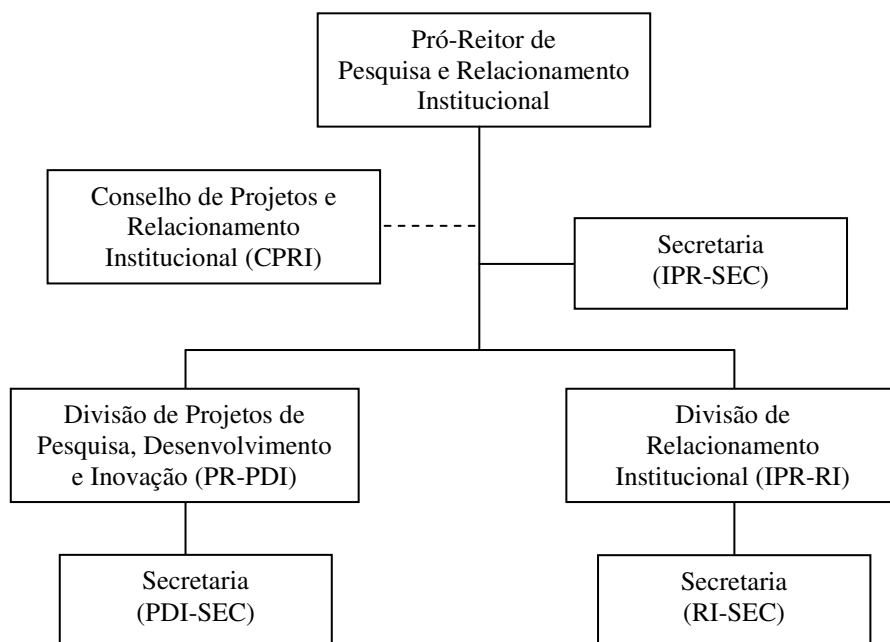 Pró-Reitor de
Pesquisa e Relacionamento
Institucional
Conselho de Projetos e
Relacionamento
Institucional (CPRI)
Secretaria
(IPR-SEC)
Divisão de Projetos de
Pesquisa, Desenvolvimento
e Inovação (PR-PDI)
Divisão de
Relacionamento
Institucional (IPR-RI)
Secretaria
(PDI-SEC)
Secretaria
(RI-SEC)